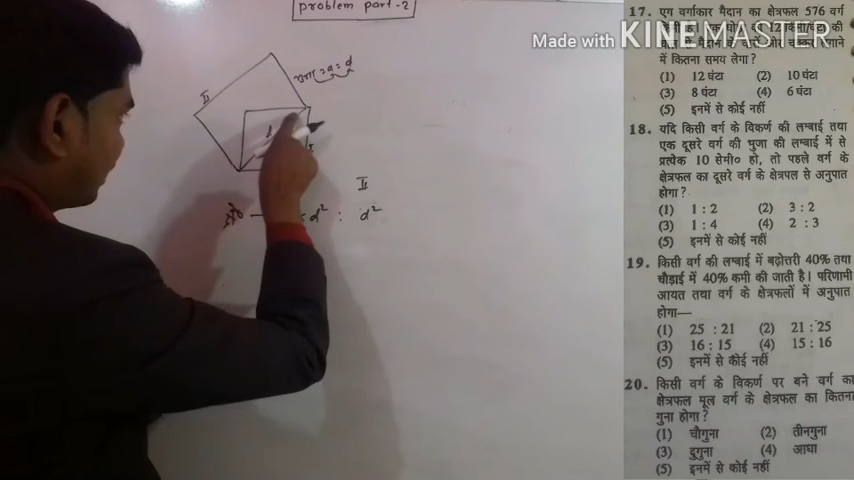 problem part-2
Made with KINEMASTER
II
भुजा = a = d
d
I
II
d² : d²
17. एग वर्गाकार मैदान का क्षेत्रफल 576 वर्ग
में कितना समय लेगा?
(1) 12 घंटा (2) 10 घंटा
(3) 8 घंटा (4) 6 घंटा
(5) इनमें से कोई नहीं
18. यदि किसी वर्ग के विकर्ण की लम्बाई तथा
एक दूसरे वर्ग की भुजा की लम्बाई में से
प्रत्येक 10 सेमी० हो, तो पहले वर्ग के
क्षेत्रफल का दूसरे वर्ग के क्षेत्रपल से अनुपात
होगा?
(1) 1 : 2 (2) 3 : 2
(3) 1 : 4 (4) 2 : 3
(5) इनमें से कोई नहीं
19. किसी वर्ग की लम्बाई में बढ़ोत्तरी 40% तथा
चौड़ाई में 40% कमी की जाती है। परिणामी
आयत तथा वर्ग के क्षेत्रफलों में अनुपात
होगा—
(1) 25 : 21 (2) 21 : 25
(3) 16 : 15 (4) 15 : 16
(5) इनमें से कोई नहीं
20. किसी वर्ग के विकर्ण पर बने वर्ग का
क्षेत्रफल मूल वर्ग के क्षेत्रफल का कितना
गुना होगा?
(1) चौगुना (2) तीनगुना
(3) दुगुना (4) आधा
(5) इनमें से कोई नहीं